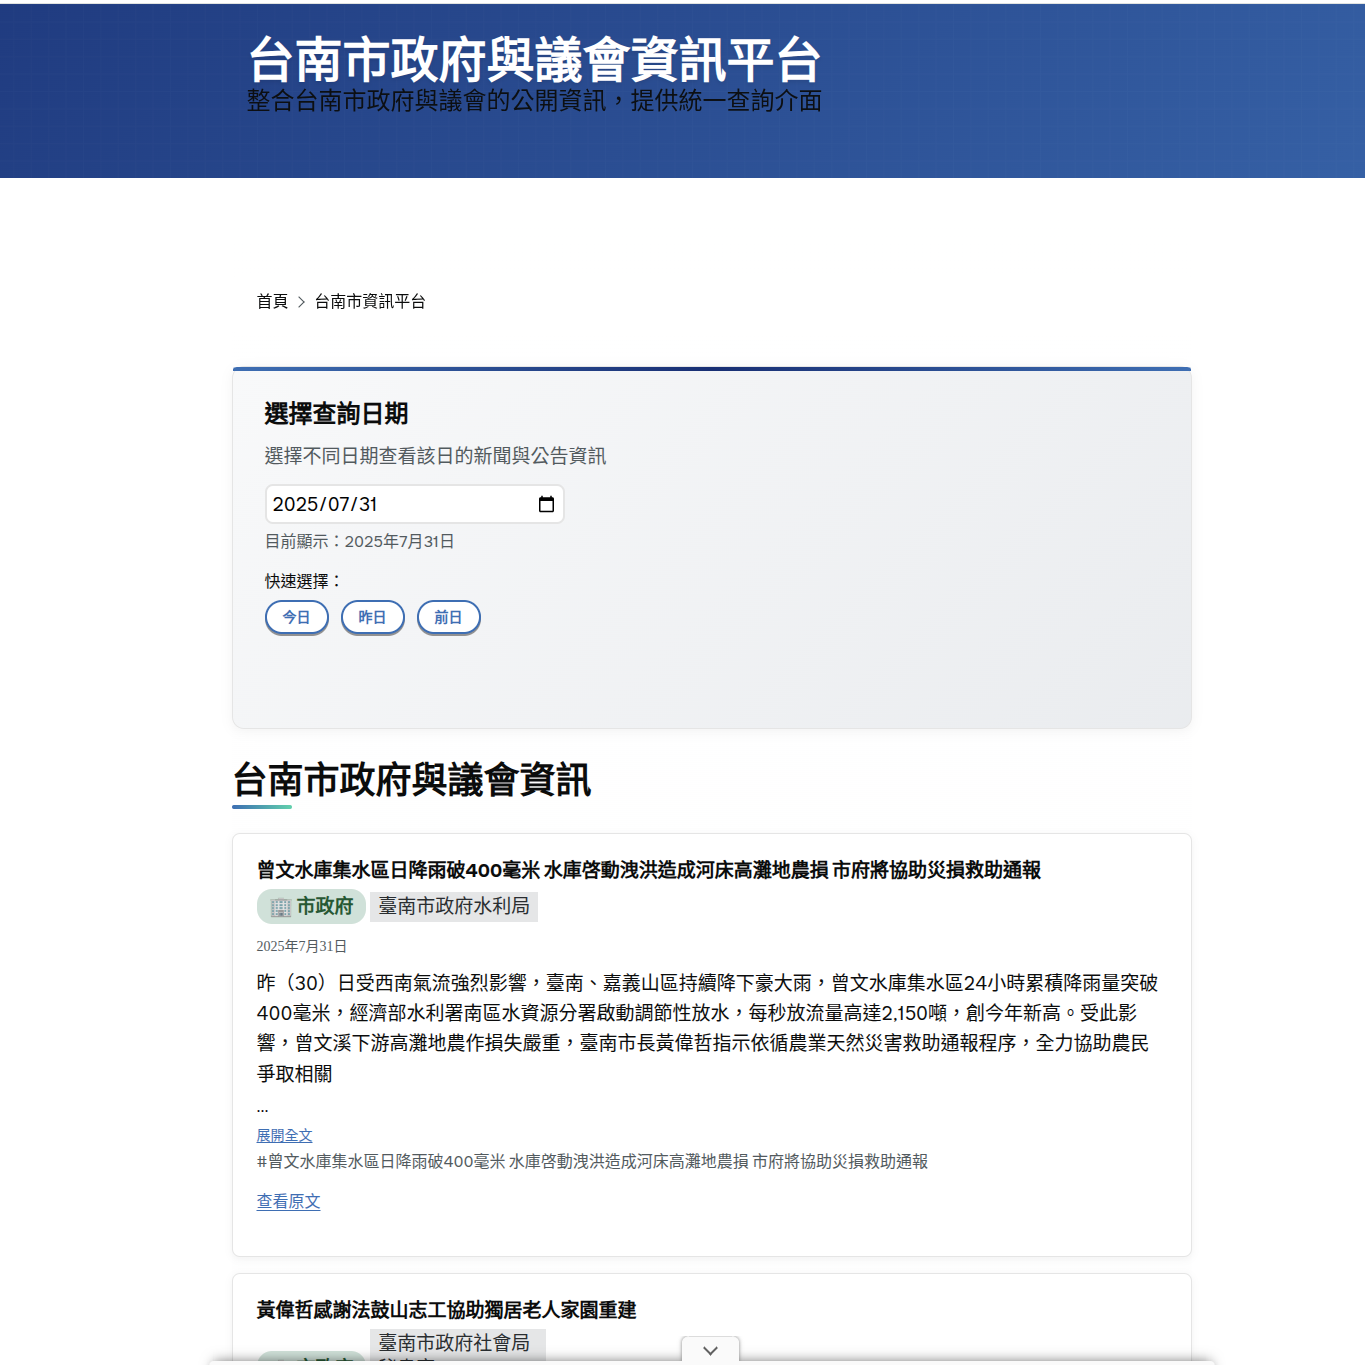 台南市政府與議會資訊平台
整合台南市政府與議會的公開資訊，提供統一查詢介面
首頁 > 台南市資訊平台
選擇查詢日期
選擇不同日期查看該日的新聞與公告資訊
2025/07/31
目前顯示：2025年7月31日
快速選擇：
今日 昨日 前日
台南市政府與議會資訊
曾文水庫集水區日降雨破400毫米 水庫啓動洩洪造成河床高灘地農損 市府將協助災損救助通報
🏢 市政府 臺南市政府水利局
2025年7月31日
昨（30）日受西南氣流強烈影響，臺南、嘉義山區持續降下豪大雨，曾文水庫集水區24小時累積降雨量突破
400毫米，經濟部水利署南區水資源分署啟動調節性放水，每秒放流量高達2,150噸，創今年新高。受此影
響，曾文溪下游高灘地農作損失嚴重，臺南市長黃偉哲指示依循農業天然災害救助通報程序，全力協助農民
爭取相關
...
展開全文
#曾文水庫集水區日降雨破400毫米 水庫啓動洩洪造成河床高灘地農損 市府將協助災損救助通報
查看原文
黃偉哲感謝法鼓山志工協助獨居老人家園重建
臺南市政府社會局